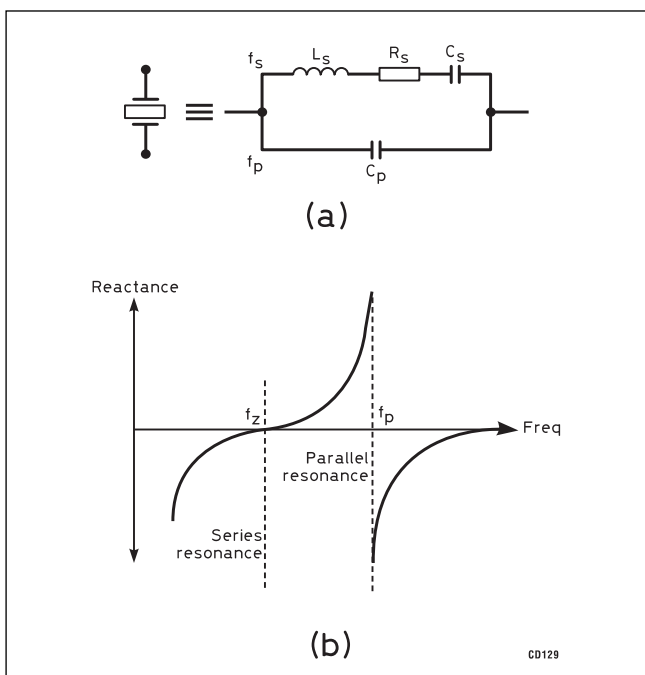 fs Ls Rs Cs
fp Cp
(a)
Reactance
fz fp
Freq
Parallel
resonance
Series
resonance
(b)
CD129